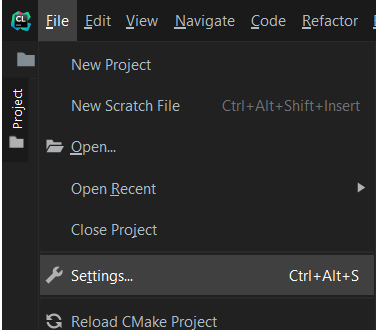 CL File Edit View Navigate Code Refactor
New Project
Project
New Scratch File Ctrl+Alt+Shift+Insert
Open...
Open Recent
Close Project
Settings... Ctrl+Alt+S
Reload CMake Project